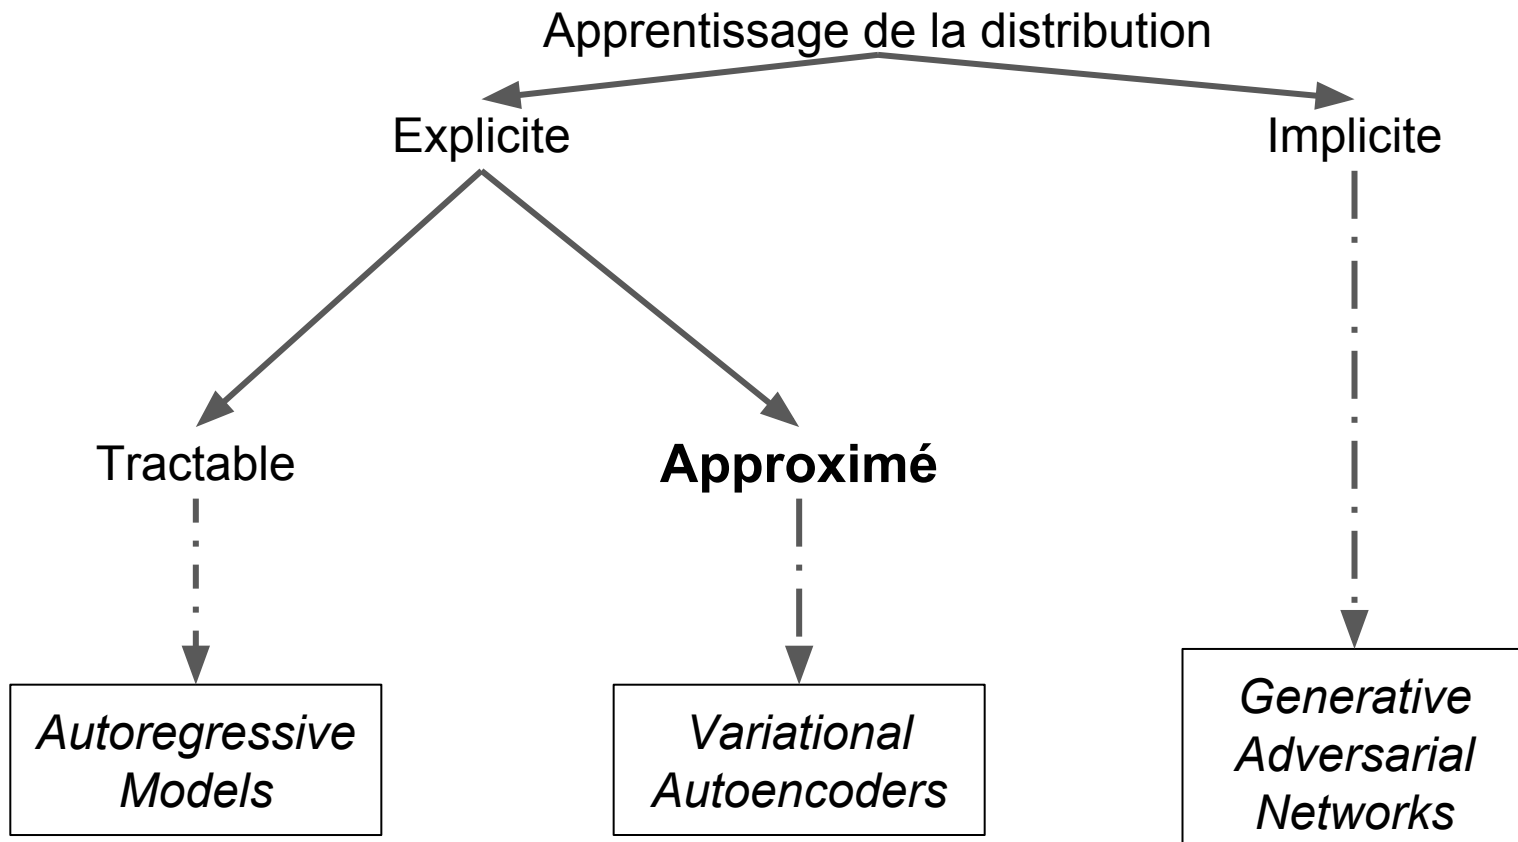 Apprentissage de la distribution
Explicite
Implicite
Tractable
Approximé
Autoregressive
Models
Variational
Autoencoders
Generative
Adversarial
Networks